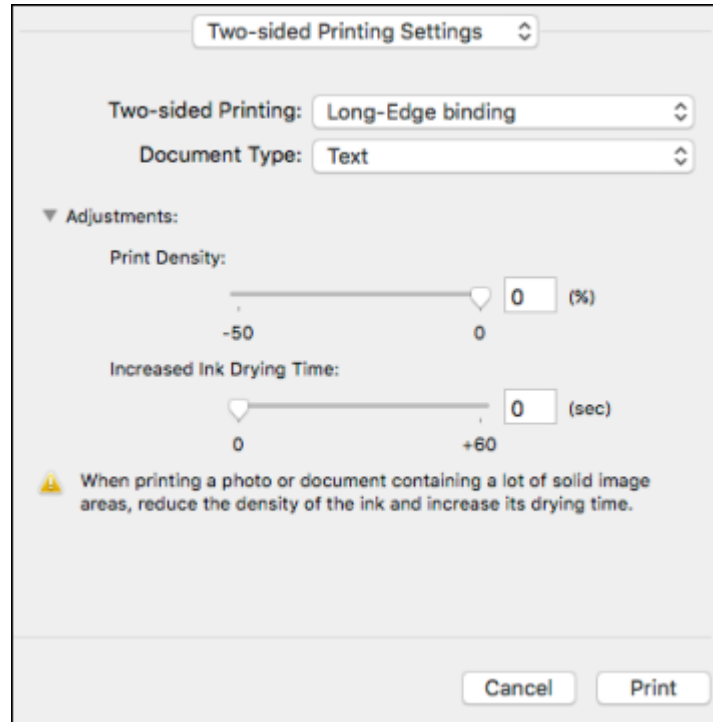 Two-sided Printing Settings
Two-sided Printing: Long-Edge binding
Document Type: Text
Adjustments:
Print Density:
0 (%)
-50 0
Increased Ink Drying Time:
0 (sec)
0 +60
When printing a photo or document containing a lot of solid image
areas, reduce the density of the ink and increase its drying time.
Cancel Print